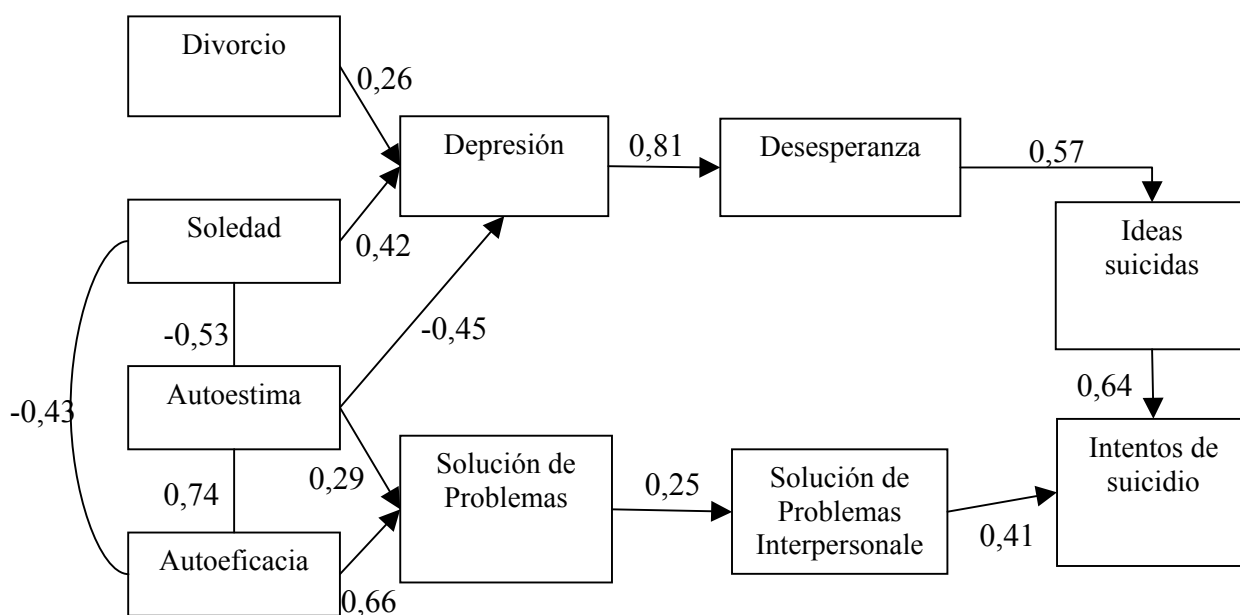 Divorcio
0,26
Depresión
0,81
Desesperanza
0,57
Soledad
0,42
Ideas
suicidas
-0,53
-0,45
0,64
-0,43
Autoestima
0,29
Solución de
Problemas
0,25
Solución de
Problemas
Interpersonale
0,41
Intentos de
suicidio
0,74
Autoeficacia
0,66